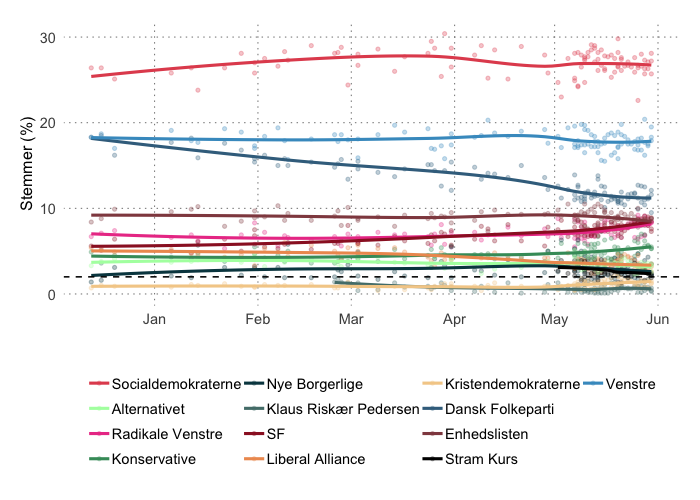 30
20
10
0
Stemmer (%)
Jan Feb Mar Apr May Jun
Socialdemokraterne Nye Borgerlige Kristendemokraterne Venstre
Alternativet Klaus Riskær Pedersen Dansk Folkeparti
Radikale Venstre SF Enhedslisten
Konservative Liberal Alliance Stram Kurs